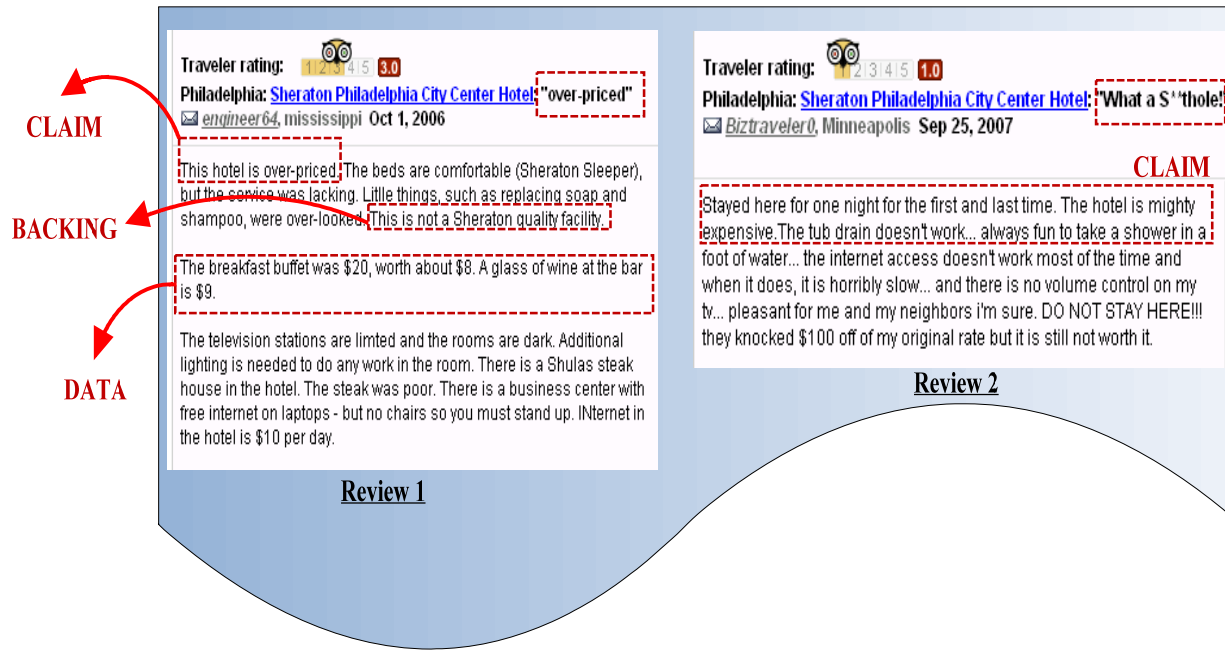 CLAIM
BACKING
DATA
Traveler rating: 1 2 3 4 5 3.0
Philadelphia: Sheraton Philadelphia City Center Hotel: "over-priced"
engineer64, mississippi Oct 1, 2006
This hotel is over-priced. The beds are comfortable (Sheraton Sleeper),
but the service was lacking. Litlle things, such as replacing soap and
shampoo, were over-looked. This is not a Sheraton quality facility.
The breakfast buffet was $20, worth about $8. A glass of wine at the bar
is $9.
The television stations are limted and the rooms are dark. Additional
lighting is needed to do any work in the room. There is a Shulas steak
house in the hotel. The steak was poor. There is a business center with
free internet on laptops - but no chairs so you must stand up. INternet in
the hotel is $10 per day.
Review 1
Traveler rating: 1 2 3 4 5 1.0
Philadelphia: Sheraton Philadelphia City Center Hotel: "What a S**thole!
Biztraveler0, Minneapolis Sep 25, 2007
CLAIM
Stayed here for one night for the first and last time. The hotel is mighty
expensive.The tub drain doesn't work... always fun to take a shower in a
foot of water... the internet access doesn't work most of the time and
when it does, it is horribly slow... and there is no volume control on my
tv... pleasant for me and my neighbors i'm sure. DO NOT STAY HERE!!!
they knocked $100 off of my original rate but it is still not worth it.
Review 2